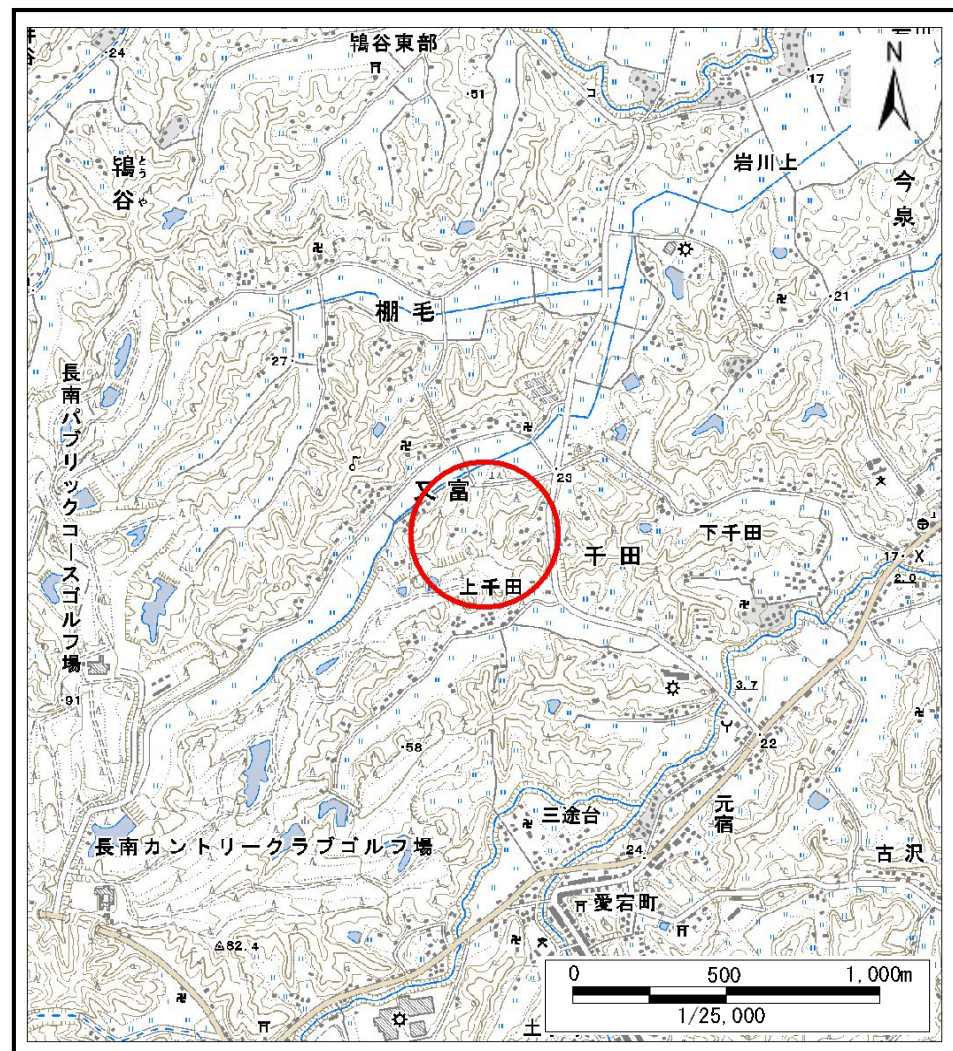 24
鴇谷東部
51
17
N
岩川上
今泉
鴇谷
とうや
21
棚毛
27
長南パブリックコースゴルフ場
又富
23
千田
下千田
17
2.0
上千田
91
3.7
58
22
元宿
三途台
長南カントリークラブゴルフ場
24
古沢
愛宕町
82.4
0 500 1,000m
1/25,000
土